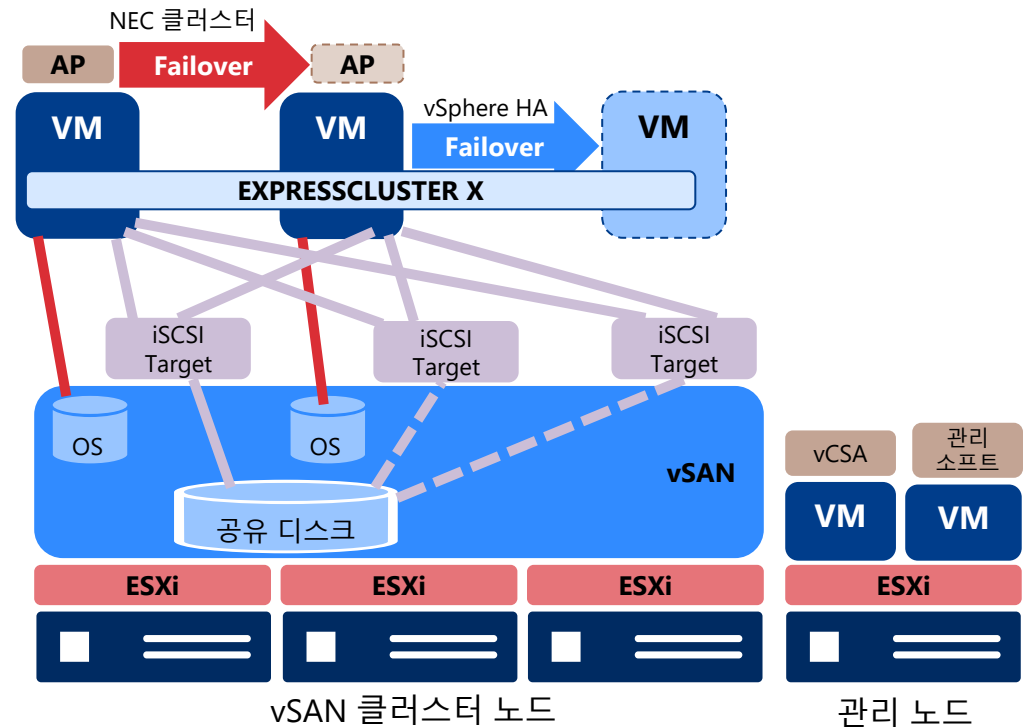 NEC 클러스터
AP
Failover
AP
VM
VM
vSphere HA
Failover
VM
EXPRESSCLUSTER X
iSCSI
Target
iSCSI
Target
iSCSI
Target
OS
OS
vSAN
공유 디스크
vCSA
관리
소프트
VM
VM
ESXi
ESXi
ESXi
ESXi
vSAN 클러스터 노드
관리 노드